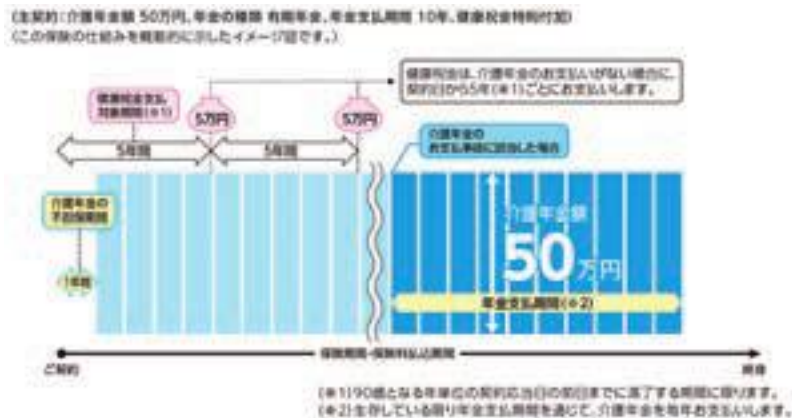 (主契約:介護年金額 50万円、年金の種類 有期年金、年金支払期間 10年、健康祝金特則付加)
(この保険の仕組みを概念的に示したイメージ図です。)
健康祝金は、介護年金のお支払いがない場合に、
契約日から5年(※1)ごとにお支払いします。
健康祝金支払
対象期間(※1)
5万円
5万円
5年間
5年間
介護年金の
お支払事由に該当した場合
介護年金の
不担保期間
1年間
介護年金額
50万円
年金支払期間(※2)
保険期間・保険料払込期間
ご契約
終身
(※1)90歳となる年単位の契約応当日の前日までに満了する期間に限ります。
(※2)生存している限り年金支払期間を通じて、介護年金を毎年お支払いします。